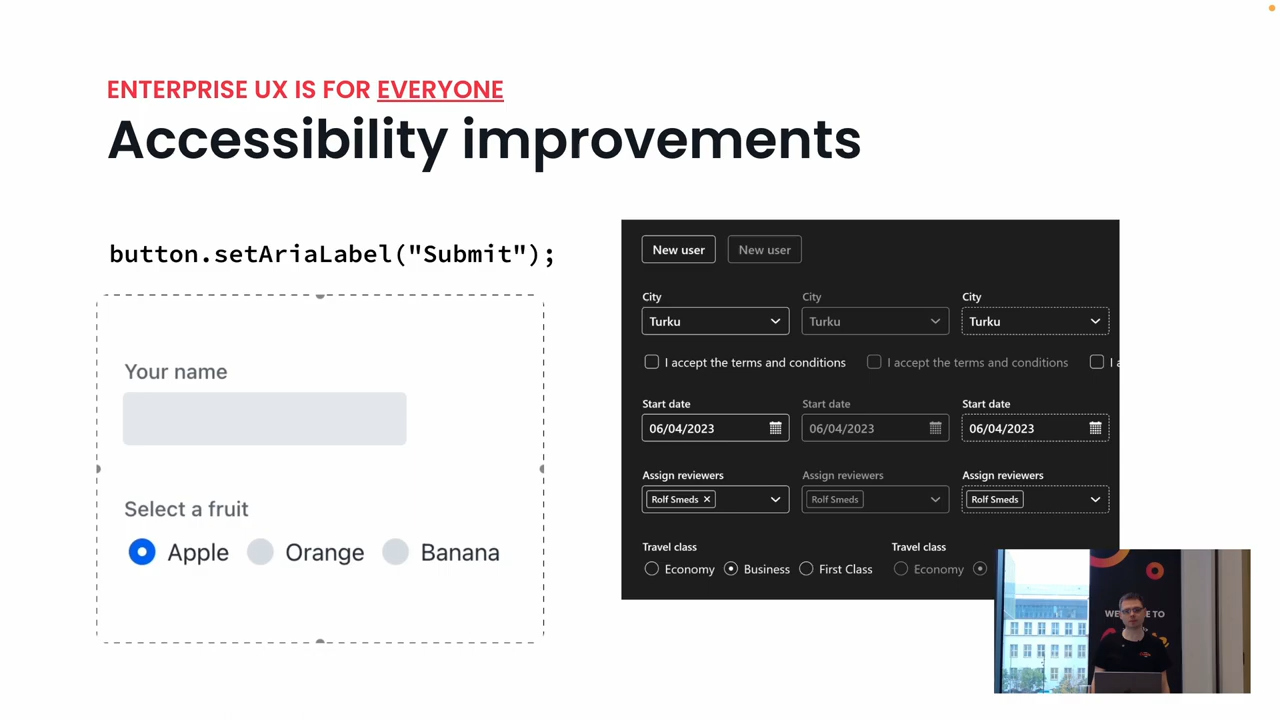 ENTERPRISE UX IS FOR EVERYONE
Accessibility improvements
button.setAriaLabel("Submit");
Your name
Select a fruit
Apple Orange Banana
New user New user
City City City
Turku Turku Turku
I accept the terms and conditions I accept the terms and conditions I
Start date Start date Start date
06/04/2023 06/04/2023 06/04/2023
Assign reviewers Assign reviewers Assign reviewers
Rolf Smeds Rolf Smeds Rolf Smeds
Travel class Travel class
Economy Business First Class Economy
TO